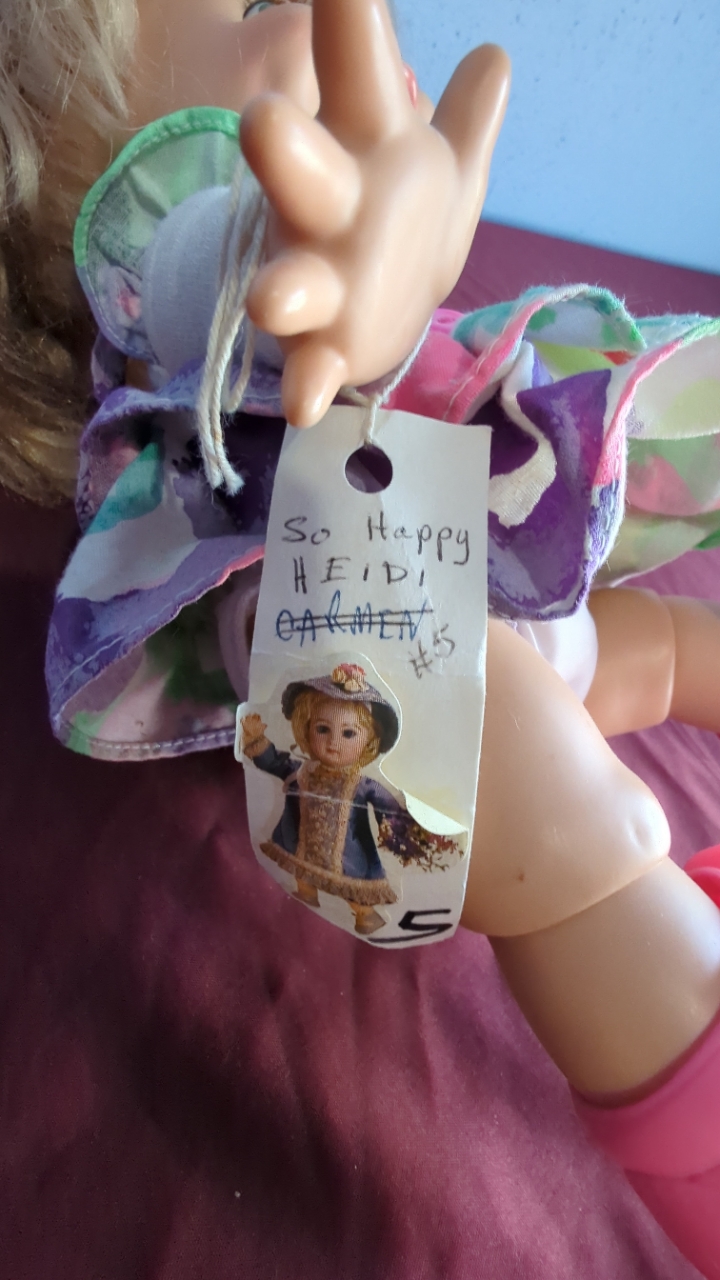 So Happy
HEIDI
CARMEN
#5
5